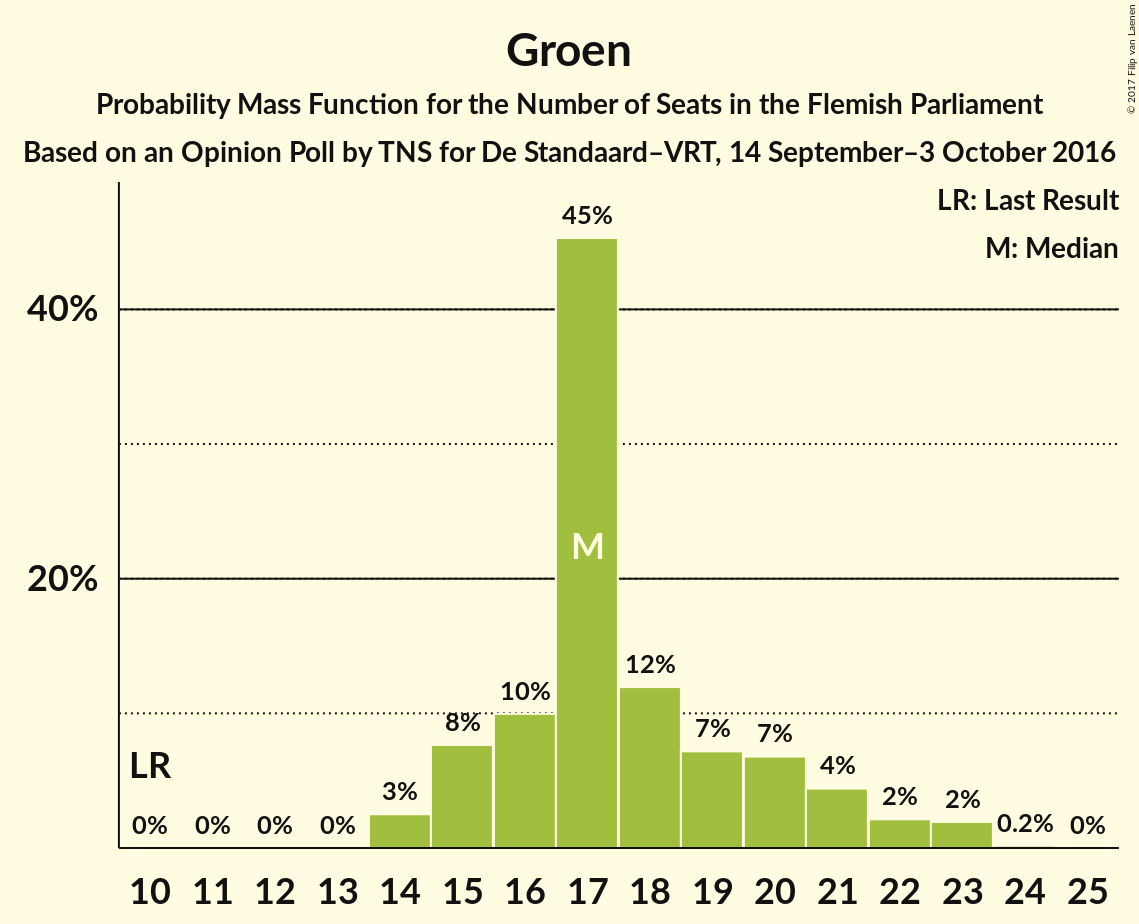 Groen
Probability Mass Function for the Number of Seats in the Flemish Parliament
Based on an Opinion Poll by TNS for De Standaard–VRT, 14 September–3 October 2016
© 2017 Filip van Laenen
LR: Last Result
M: Median
45%
40%
M
20%
12%
10%
8%
7%
7%
LR
4%
3%
2%
2%
0%
0%
0%
0%
0.2%
0%
10 11 12 13 14 15 16 17 18 19 20 21 22 23 24 25